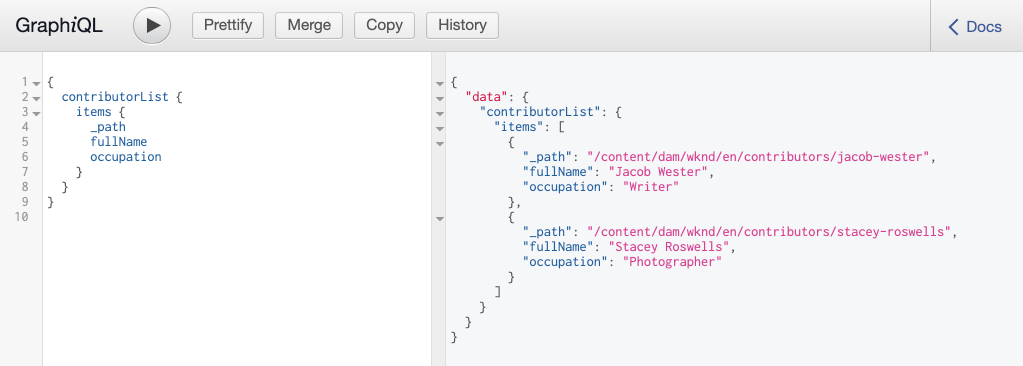 GraphiQL Prettify Merge Copy History Docs
1 {
2 contributorList {
3 items {
4 _path
5 fullName
6 occupation
7 }
8 }
9 }
10
{
"data": {
"contributorList": {
"items": [
{
"_path": "/content/dam/wknd/en/contributors/jacob-wester",
"fullName": "Jacob Wester",
"occupation": "Writer"
},
{
"_path": "/content/dam/wknd/en/contributors/stacey-roswells",
"fullName": "Stacey Roswells",
"occupation": "Photographer"
}
]
}
}
}